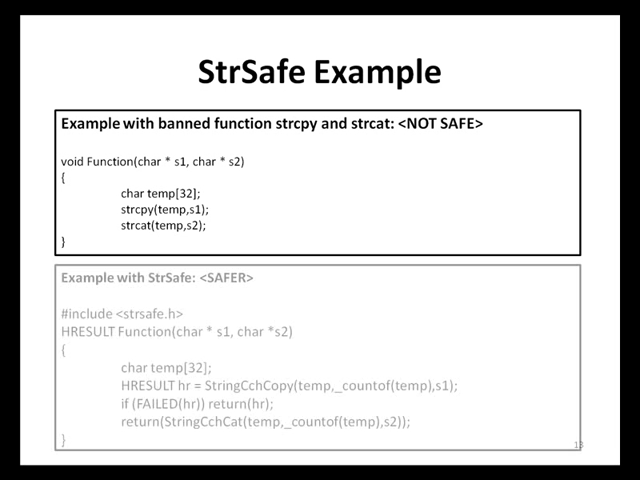 StrSafe Example
Example with banned function strcpy and strcat: <NOT SAFE>
void Function(char * s1, char * s2)
{
char temp[32];
strcpy(temp,s1);
strcat(temp,s2);
}
Example with StrSafe: <SAFER>
#include <strsafe.h>
HRESULT Function(char * s1, char *s2)
{
char temp[32];
HRESULT hr = StringCchCopy(temp,_countof(temp),s1);
if (FAILED(hr)) return(hr);
return(StringCchCat(temp,_countof(temp),s2));
}